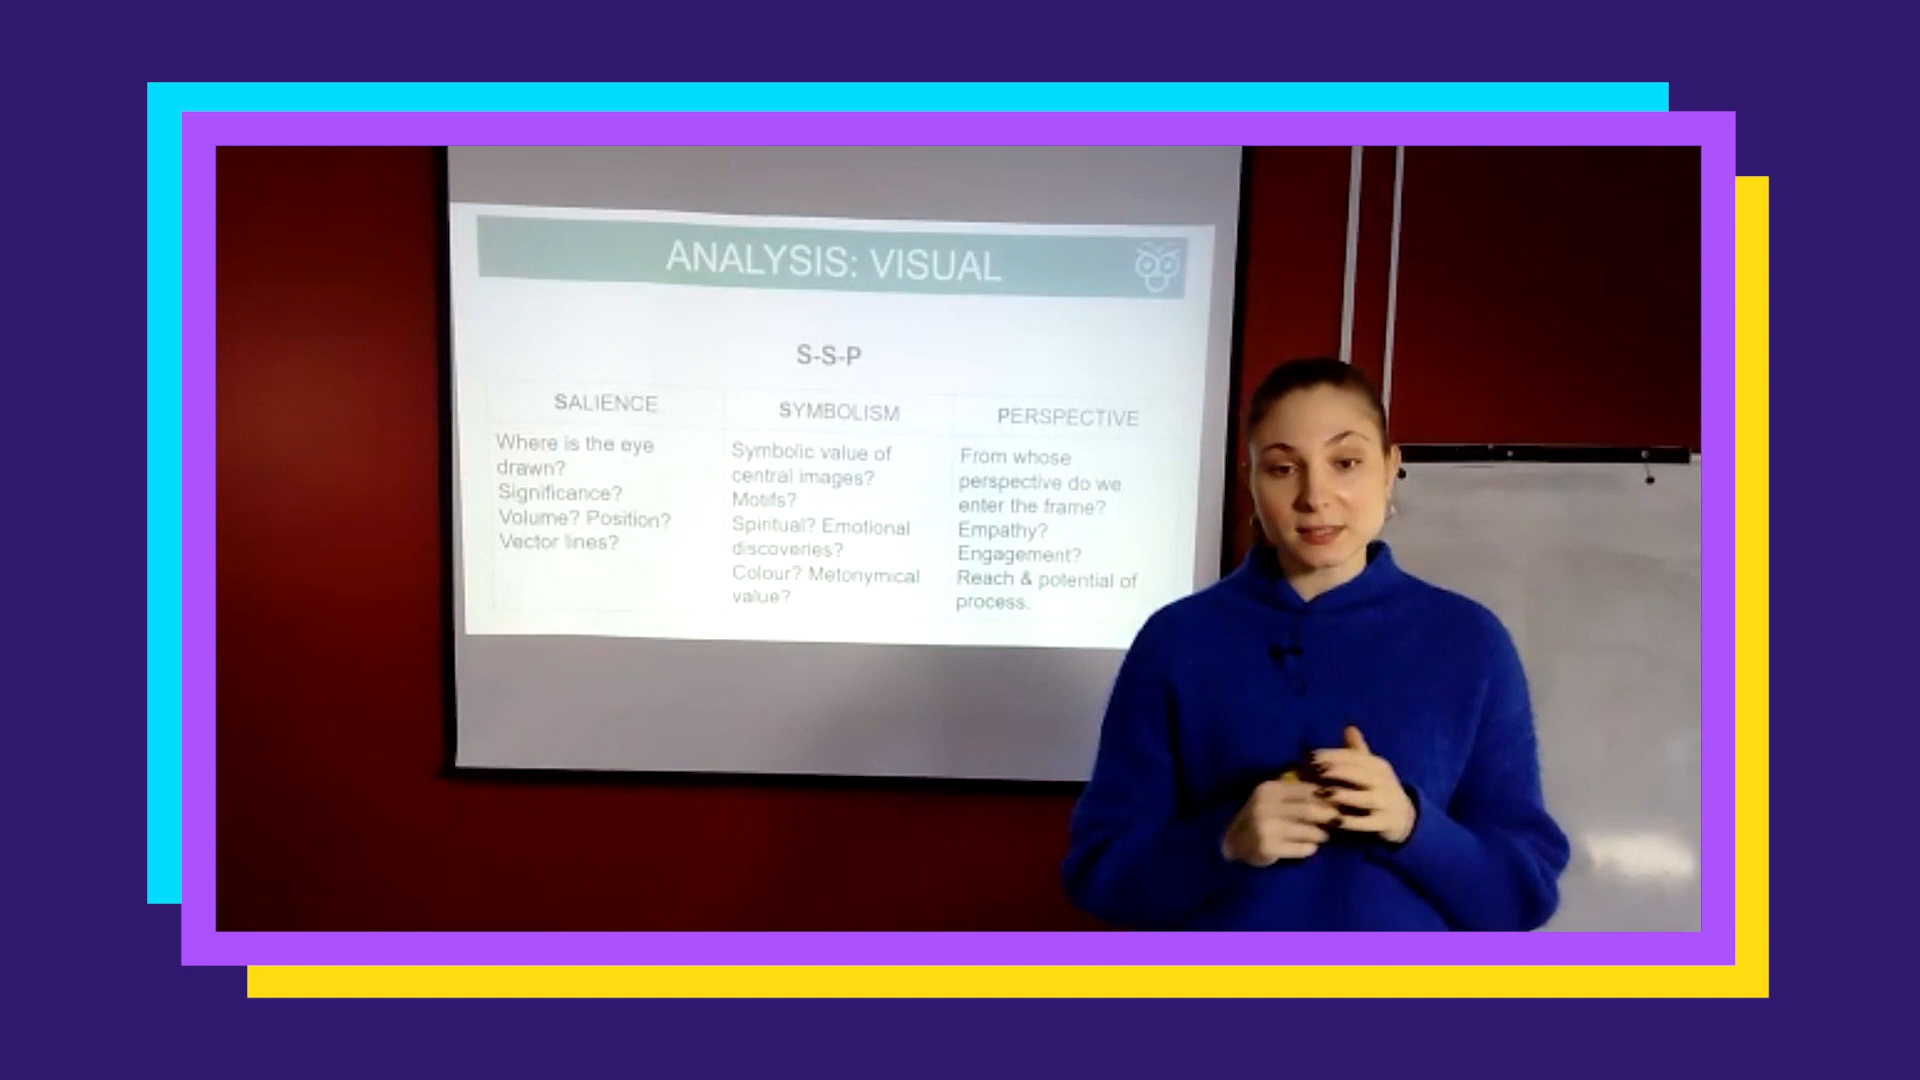 ANALYSIS: VISUAL
S-S-P
SALIENCE
Where is the eye
drawn?
Significance?
Volume? Position?
Vector lines?
SYMBOLISM
Symbolic value of
central images?
Motifs?
Spiritual? Emotional
discoveries?
Colour? Metonymical
value?
PERSPECTIVE
From whose
perspective do we
enter the frame?
Empathy?
Engagement?
Reach & potential of
process.